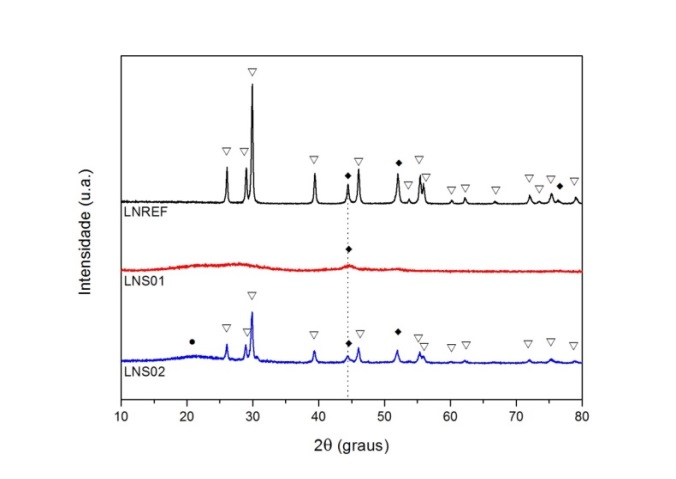 Intensidade (u.a.)
LNREF
LNS01
LNS02
10 20 30 40 50 60 70 80
2θ (graus)